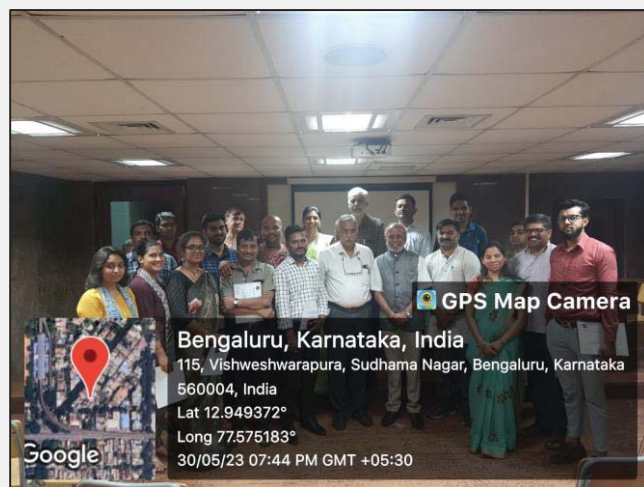 GPS Map Camera
Bengaluru, Karnataka, India
115, Vishweshwarapura, Sudhama Nagar, Bengaluru, Karnataka
560004, India
Lat 12.949372°
Long 77.575183°
30/05/23 07:44 PM GMT +05:30
Google